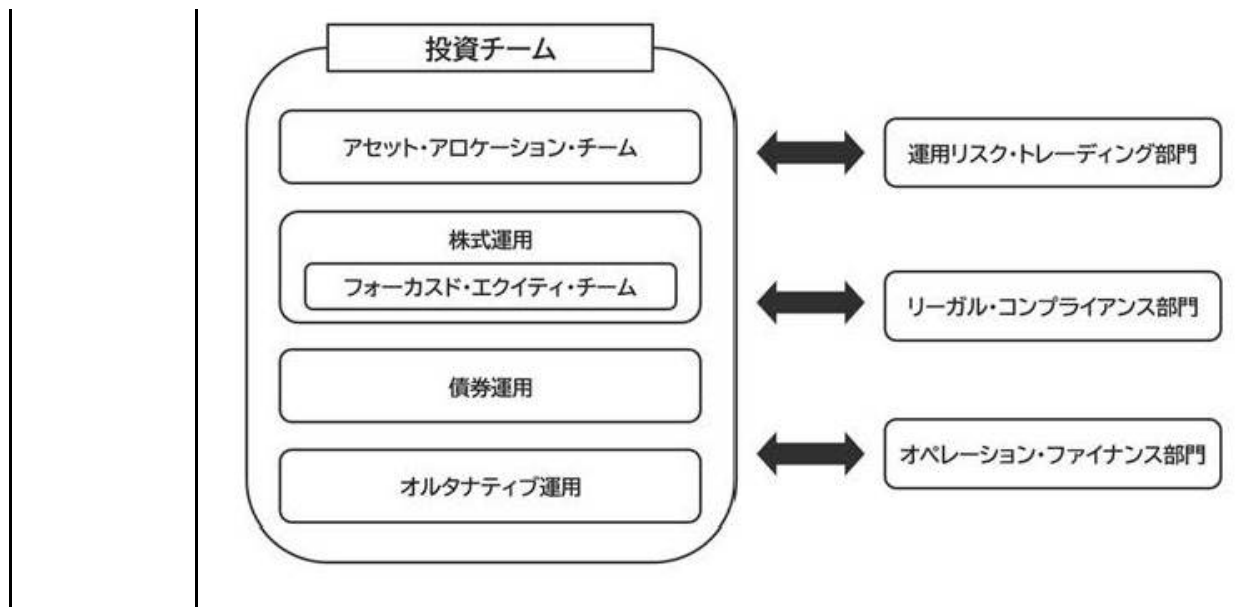 投資チーム
アセット・アロケーション・チーム
株式運用
フォーカスド・エクイティ・チーム
債券運用
オルタナティブ運用
運用リスク・トレーディング部門
リーガル・コンプライアンス部門
オペレーション・ファイナンス部門